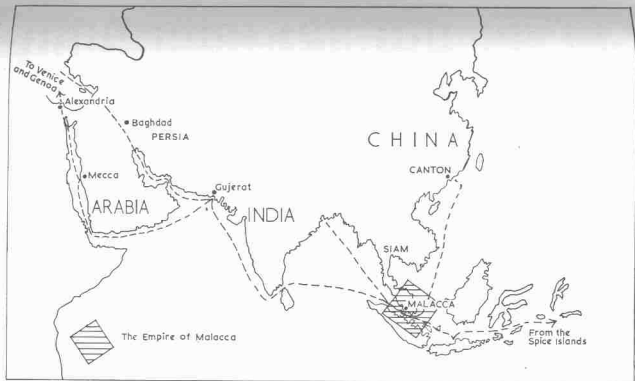 To Venice
and Genoa
Alexandria
Baghdad
PERSIA
CHINA
Mecca
Gujerat
CANTON
ARABIA
INDIA
SIAM
MALACCA
The Empire of Malacca
From the
Spice Islands